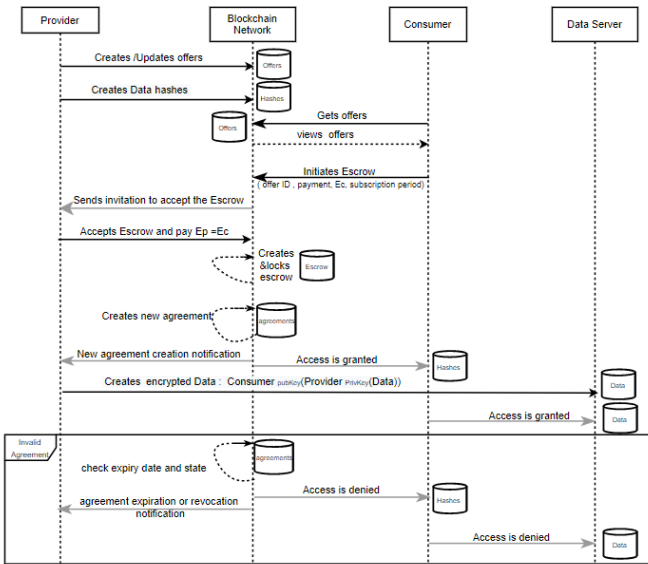 Provider
Blockchain
Network
Consumer
Data Server
Creates /Updates offers
Offers
Creates Data hashes
Hashes
Gets offers
Offers
views offers
Initiates Escrow
( offer ID , payment, Ec, subscription period)
Sends invitation to accept the Escrow
Accepts Escrow and pay Ep =Ec
Creates
&locks
escrow
Escrow
Creates new agreement
agreements
New agreement creation notification
Access is granted
Hashes
Creates encrypted Data : Consumer pubKey(Provider PrivKey(Data))
Data
Access is granted
Data
Invalid
Agreement
check expiry date and state
agreements
Access is denied
Hashes
agreement expiration or revocation
notification
Access is denied
Data